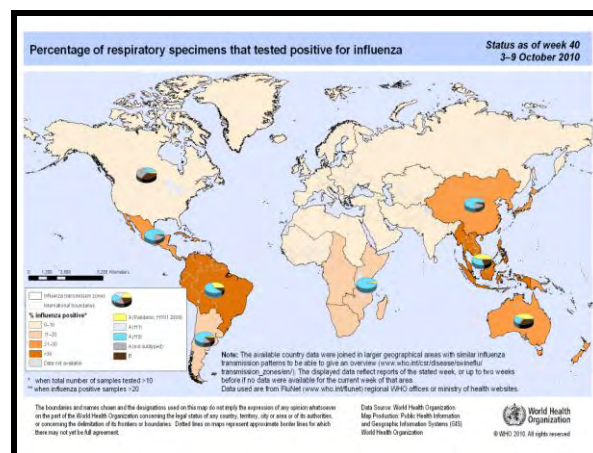 Percentage of respiratory specimens that tested positive for influenza
Status as of week 40
3–9 October 2010
Influenza transmission zones
International boundaries
% influenza positive*
0–10
11–20
21–30
>30
Data not available
A(Pandemic H1N1 2009)
A(H1)
A(H3)
A(not subtyped)
B
* when total number of samples tested >10
** when influenza positive samples >20
Note: The available country data were joined in larger geographical areas with similar influenza
transmission patterns to be able to give an overview (www.who.int/csr/disease/swineflu/
transmission_zones/en/). The displayed data reflect reports of the stated week, or up to two weeks
before if no data were available for the current week of that area.
Data used are from FluNet (www.who.int/flunet) regional WHO offices or ministry of health websites.
The boundaries and names shown and the designations used on this map do not imply the expression of any opinion whatsoever
on the part of the World Health Organization concerning the legal status of any country, territory, city or area or of its authorities,
or concerning the delimitation of its frontiers or boundaries. Dotted lines on maps represent approximate border lines for which
there may not yet be full agreement.
Data Source: World Health Organization
Map Production: Public Health Information
and Geographic Information Systems (GIS)
World Health Organization
World Health
Organization
© WHO 2010. All rights reserved